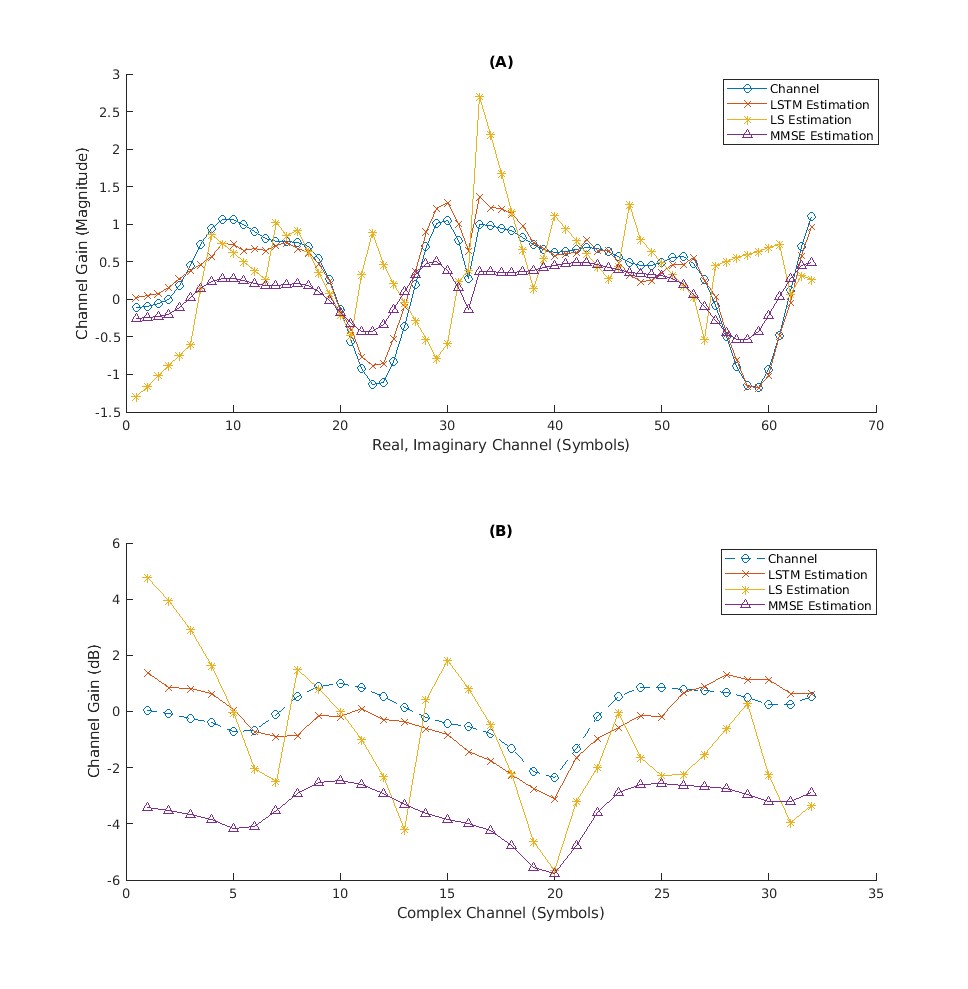 (A)
3
2.5
2
1.5
1
0.5
0
-0.5
-1
-1.5
Channel Gain (Magnitude)
Channel
LSTM Estimation
LS Estimation
MMSE Estimation
0 10 20 30 40 50 60 70
Real, Imaginary Channel (Symbols)
(B)
6
4
2
0
-2
-4
-6
Channel Gain (dB)
Channel
LSTM Estimation
LS Estimation
MMSE Estimation
0 5 10 15 20 25 30 35
Complex Channel (Symbols)